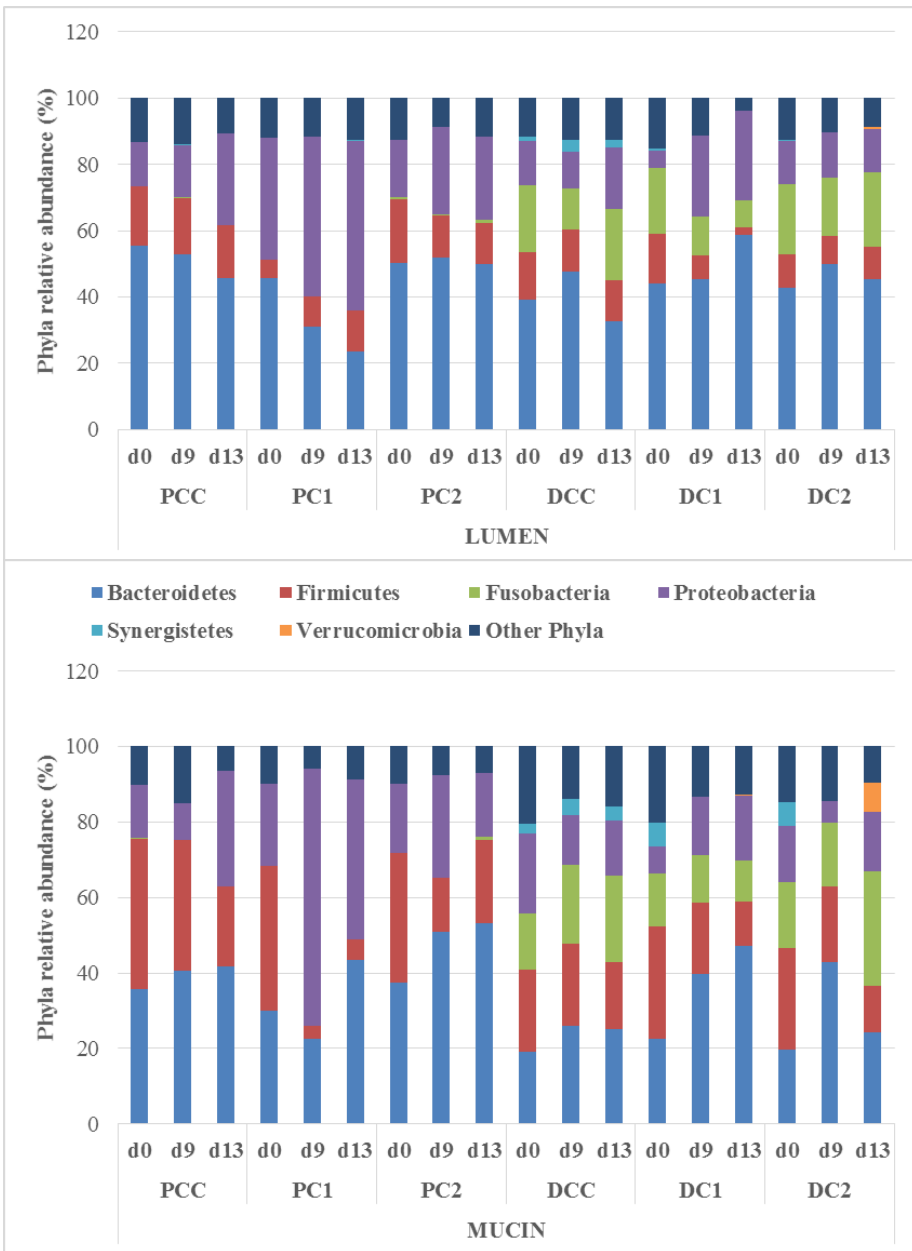 120
100
80
60
40
20
0
Phyla relative abundance (%)
d0 d9 d13 d0 d9 d13 d0 d9 d13 d0 d9 d13 d0 d9 d13 d0 d9 d13
PCC PC1 PC2 DCC DC1 DC2
LUMEN
Bacteroidetes Firmicutes Fusobacteria Proteobacteria
Synergistetes Verrucomicrobia Other Phyla
120
100
80
60
40
20
0
Phyla relative abundance (%)
d0 d9 d13 d0 d9 d13 d0 d9 d13 d0 d9 d13 d0 d9 d13 d0 d9 d13
PCC PC1 PC2 DCC DC1 DC2
MUCIN